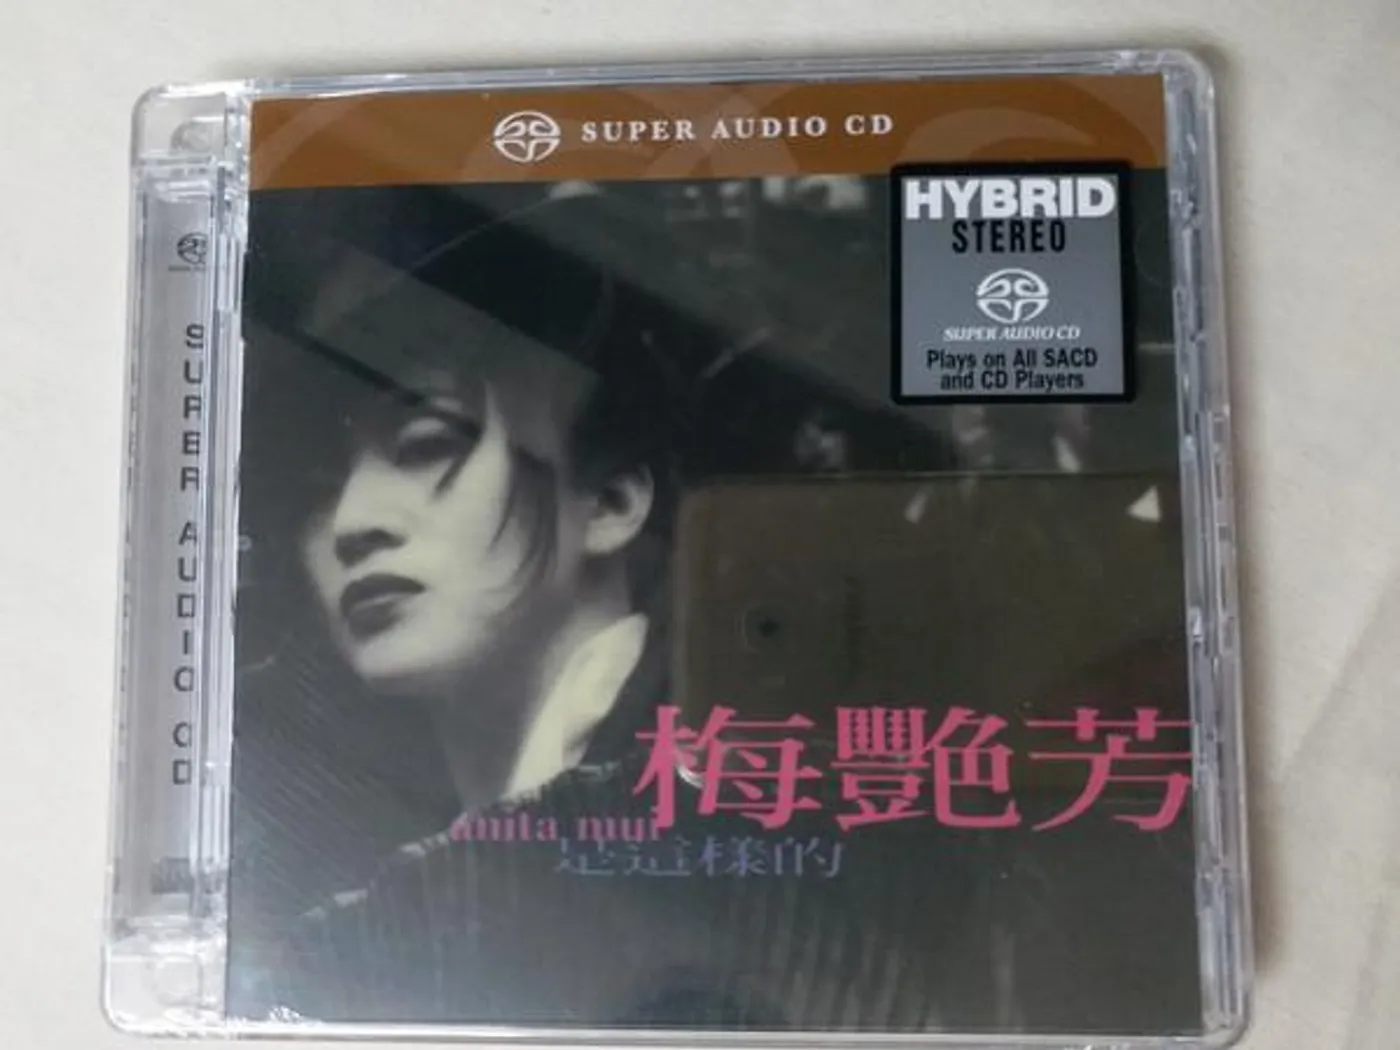 SUPER AUDIO CD
HYBRID
STEREO
SUPER AUDIO CD
Plays on All SACD
and CD Players
SUPER AUDIO CD
梅艷芳
anita mui
是這樣的